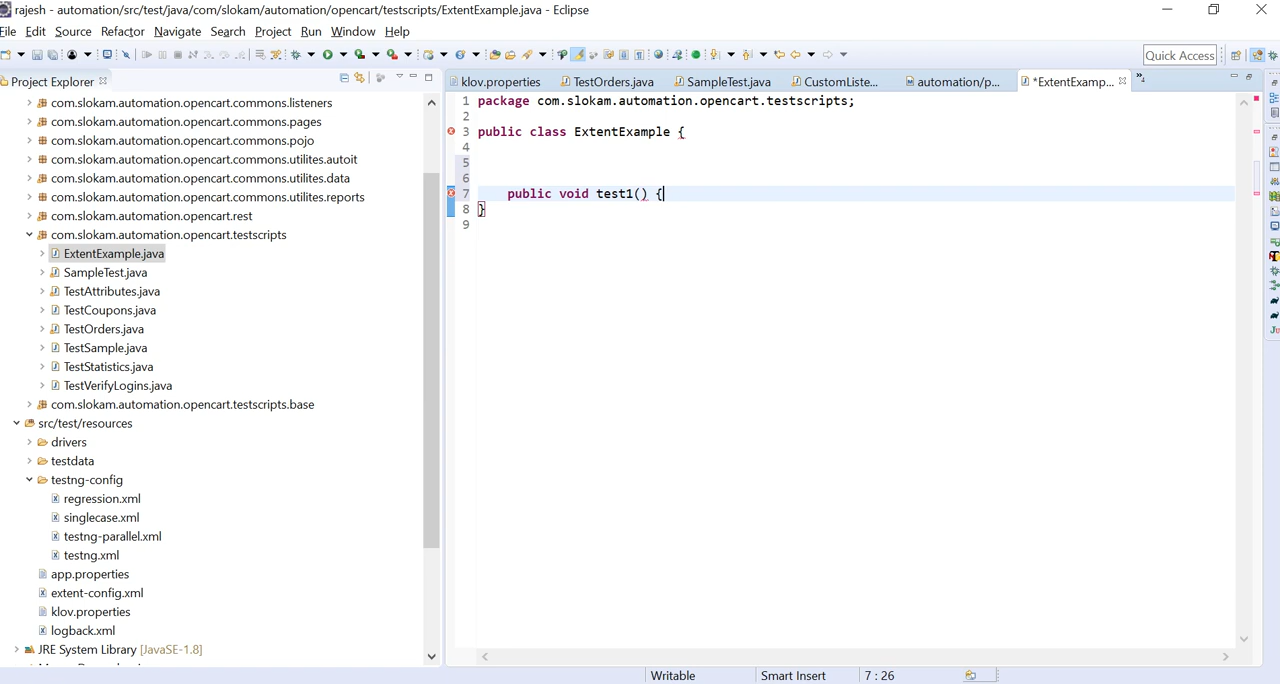 rajesh - automation/src/test/java/com/slokam/automation/opencart/testscripts/ExtentExample.java - Eclipse
File Edit Source Refactor Navigate Search Project Run Window Help
Quick Access
Project Explorer
com.slokam.automation.opencart.commons.listeners
com.slokam.automation.opencart.commons.pages
com.slokam.automation.opencart.commons.pojo
com.slokam.automation.opencart.commons.utilites.autoit
com.slokam.automation.opencart.commons.utilites.data
com.slokam.automation.opencart.commons.utilites.reports
com.slokam.automation.opencart.rest
com.slokam.automation.opencart.testscripts
ExtentExample.java
SampleTest.java
TestAttributes.java
TestCoupons.java
TestOrders.java
TestSample.java
TestStatistics.java
TestVerifyLogins.java
com.slokam.automation.opencart.testscripts.base
src/test/resources
drivers
testdata
testng-config
regression.xml
singlecase.xml
testng-parallel.xml
testng.xml
app.properties
extent-config.xml
klov.properties
logback.xml
JRE System Library [JavaSE-1.8]
klov.properties TestOrders.java SampleTest.java CustomListe... automation/p... *ExtentExamp...
1 package com.slokam.automation.opencart.testscripts;
2
3 public class ExtentExample {
4
5
6
7 public void test1() {
8 }
9
Writable Smart Insert 7 : 26